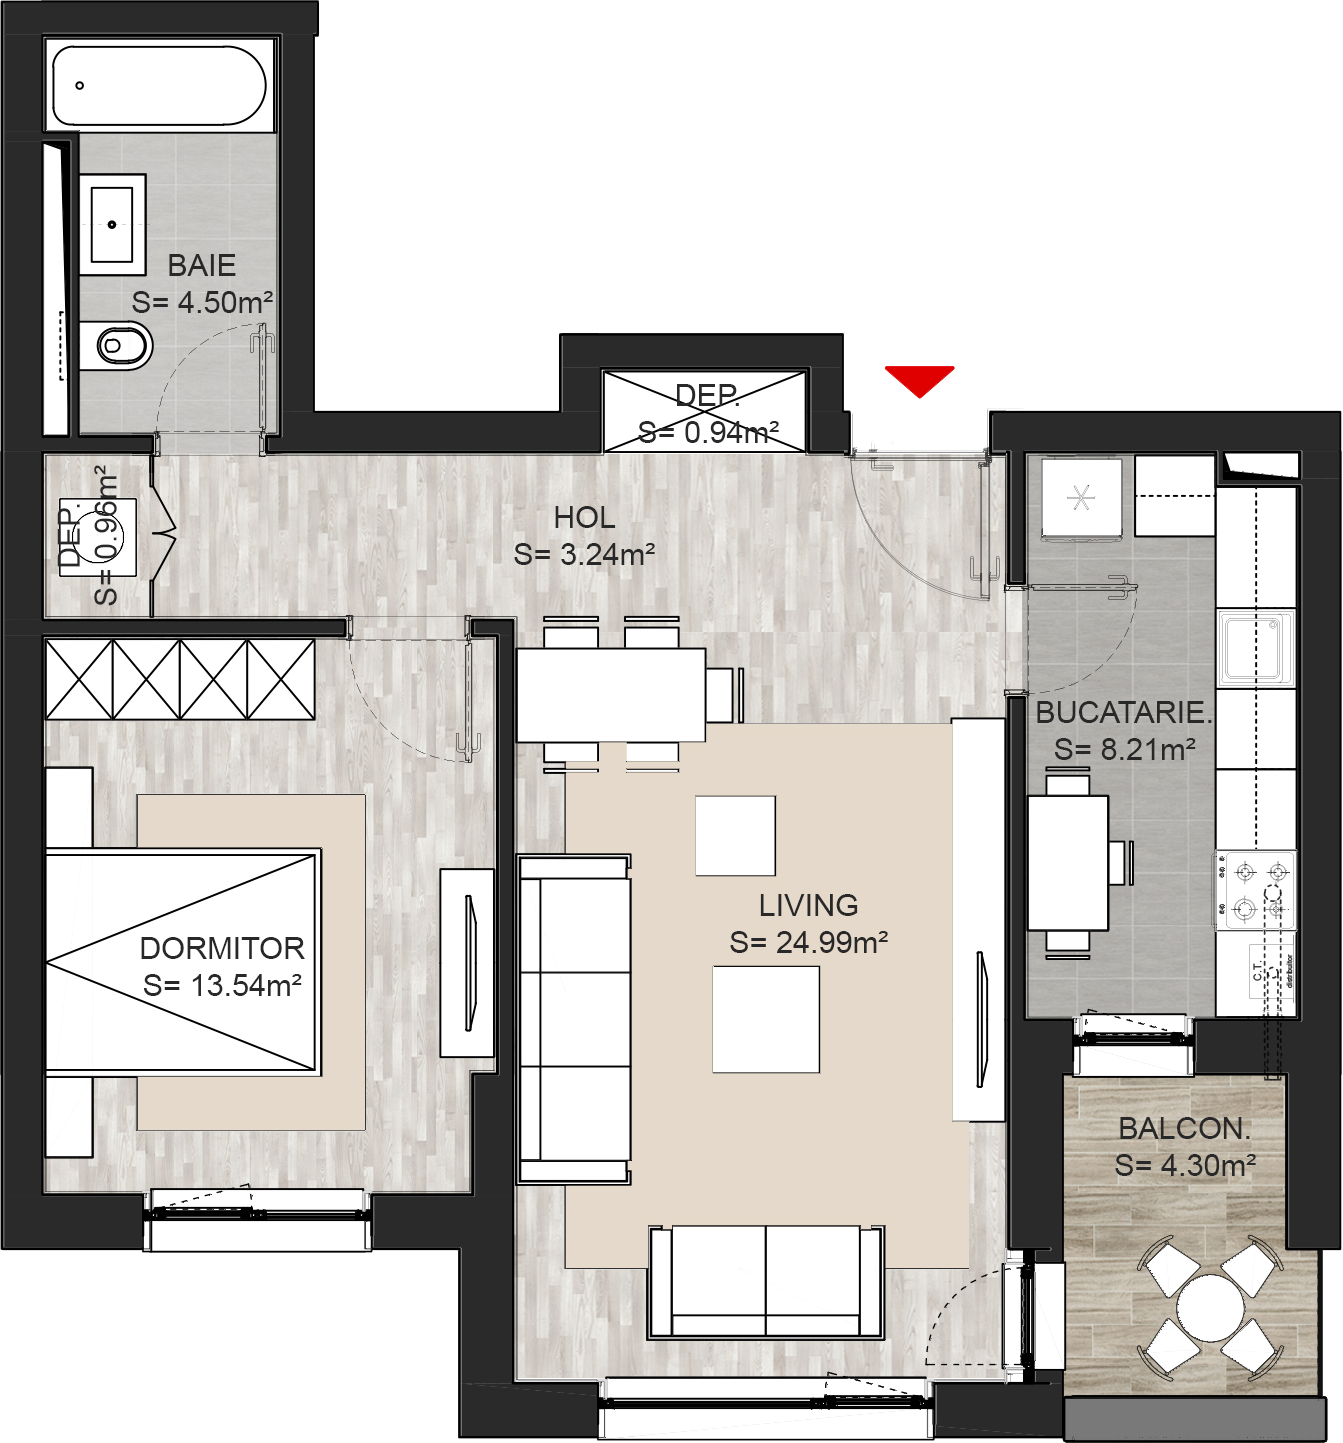 BAIE
S= 4.50m²
DEP.
S= 0.94m²
DEP.
S= 0.96m²
HOL
S= 3.24m²
BUCATARIE.
S= 8.21m²
LIVING
S= 24.99m²
DORMITOR
S= 13.54m²
C.T.
distribuitor
BALCON.
S= 4.30m²